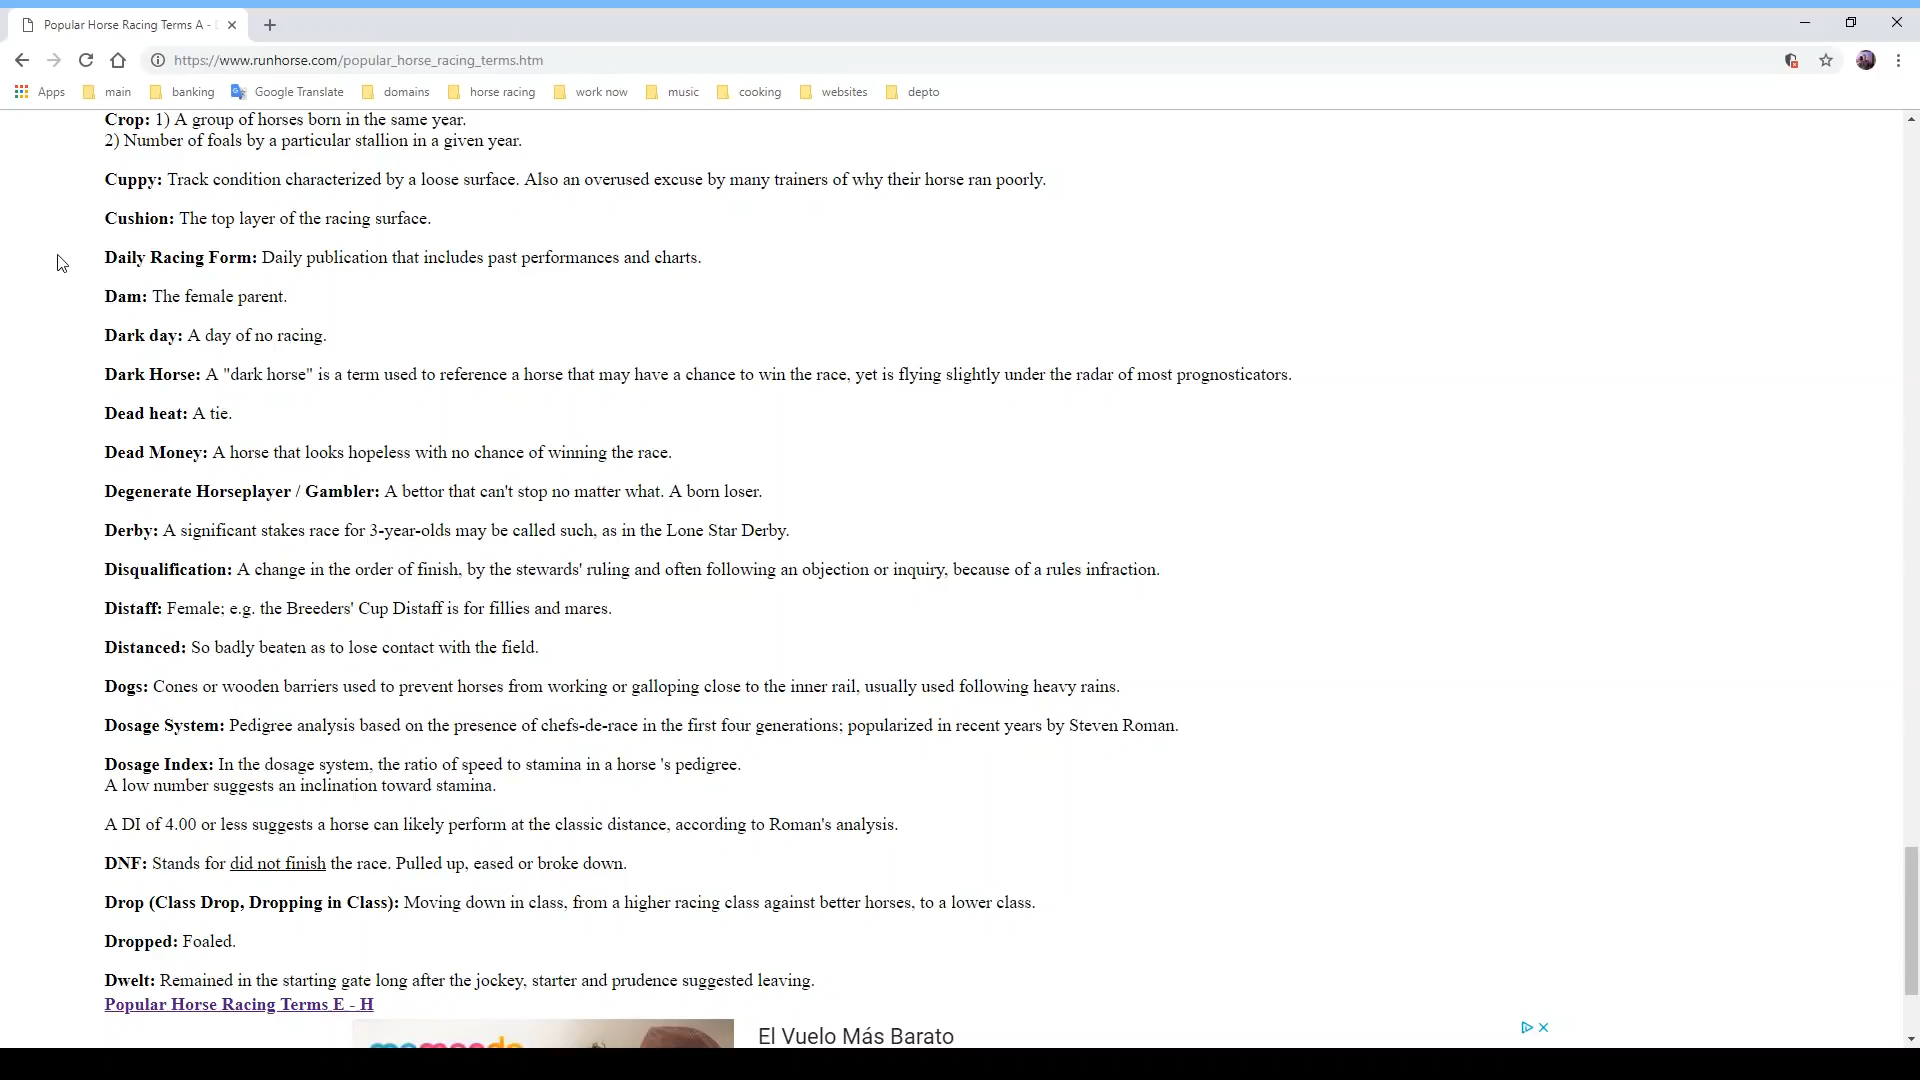 Popular Horse Racing Terms A -
https://www.runhorse.com/popular_horse_racing_terms.htm
Apps main banking Google Translate domains horse racing work now music cooking websites depto
Crop: 1) A group of horses born in the same year.
2) Number of foals by a particular stallion in a given year.
Cuppy: Track condition characterized by a loose surface. Also an overused excuse by many trainers of why their horse ran poorly.
Cushion: The top layer of the racing surface.
Daily Racing Form: Daily publication that includes past performances and charts.
Dam: The female parent.
Dark day: A day of no racing.
Dark Horse: A "dark horse" is a term used to reference a horse that may have a chance to win the race, yet is flying slightly under the radar of most prognosticators.
Dead heat: A tie.
Dead Money: A horse that looks hopeless with no chance of winning the race.
Degenerate Horseplayer / Gambler: A bettor that can't stop no matter what. A born loser.
Derby: A significant stakes race for 3-year-olds may be called such, as in the Lone Star Derby.
Disqualification: A change in the order of finish, by the stewards' ruling and often following an objection or inquiry, because of a rules infraction.
Distaff: Female; e.g. the Breeders' Cup Distaff is for fillies and mares.
Distanced: So badly beaten as to lose contact with the field.
Dogs: Cones or wooden barriers used to prevent horses from working or galloping close to the inner rail, usually used following heavy rains.
Dosage System: Pedigree analysis based on the presence of chefs-de-race in the first four generations; popularized in recent years by Steven Roman.
Dosage Index: In the dosage system, the ratio of speed to stamina in a horse 's pedigree.
A low number suggests an inclination toward stamina.
A DI of 4.00 or less suggests a horse can likely perform at the classic distance, according to Roman's analysis.
DNF: Stands for did not finish the race. Pulled up, eased or broke down.
Drop (Class Drop, Dropping in Class): Moving down in class, from a higher racing class against better horses, to a lower class.
Dropped: Foaled.
Dwelt: Remained in the starting gate long after the jockey, starter and prudence suggested leaving.
Popular Horse Racing Terms E - H
El Vuelo Más Barato